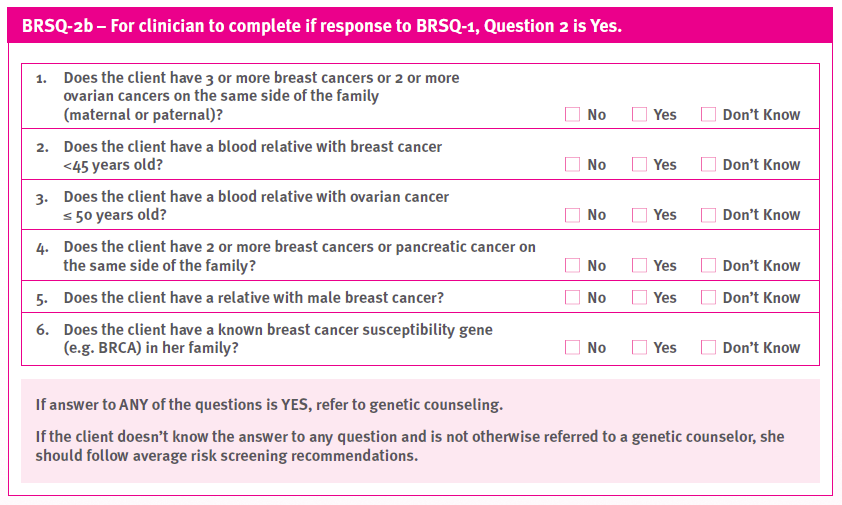 BRSQ-2b – For clinician to complete if response to BRSQ-1, Question 2 is Yes.
1. Does the client have 3 or more breast cancers or 2 or more
ovarian cancers on the same side of the family
(maternal or paternal)? No Yes Don’t Know
2. Does the client have a blood relative with breast cancer
<45 years old? No Yes Don’t Know
3. Does the client have a blood relative with ovarian cancer
≤ 50 years old? No Yes Don’t Know
4. Does the client have 2 or more breast cancers or pancreatic cancer on
the same side of the family? No Yes Don’t Know
5. Does the client have a relative with male breast cancer? No Yes Don’t Know
6. Does the client have a known breast cancer susceptibility gene
(e.g. BRCA) in her family? No Yes Don’t Know
If answer to ANY of the questions is YES, refer to genetic counseling.
If the client doesn’t know the answer to any question and is not otherwise referred to a genetic counselor, she
should follow average risk screening recommendations.